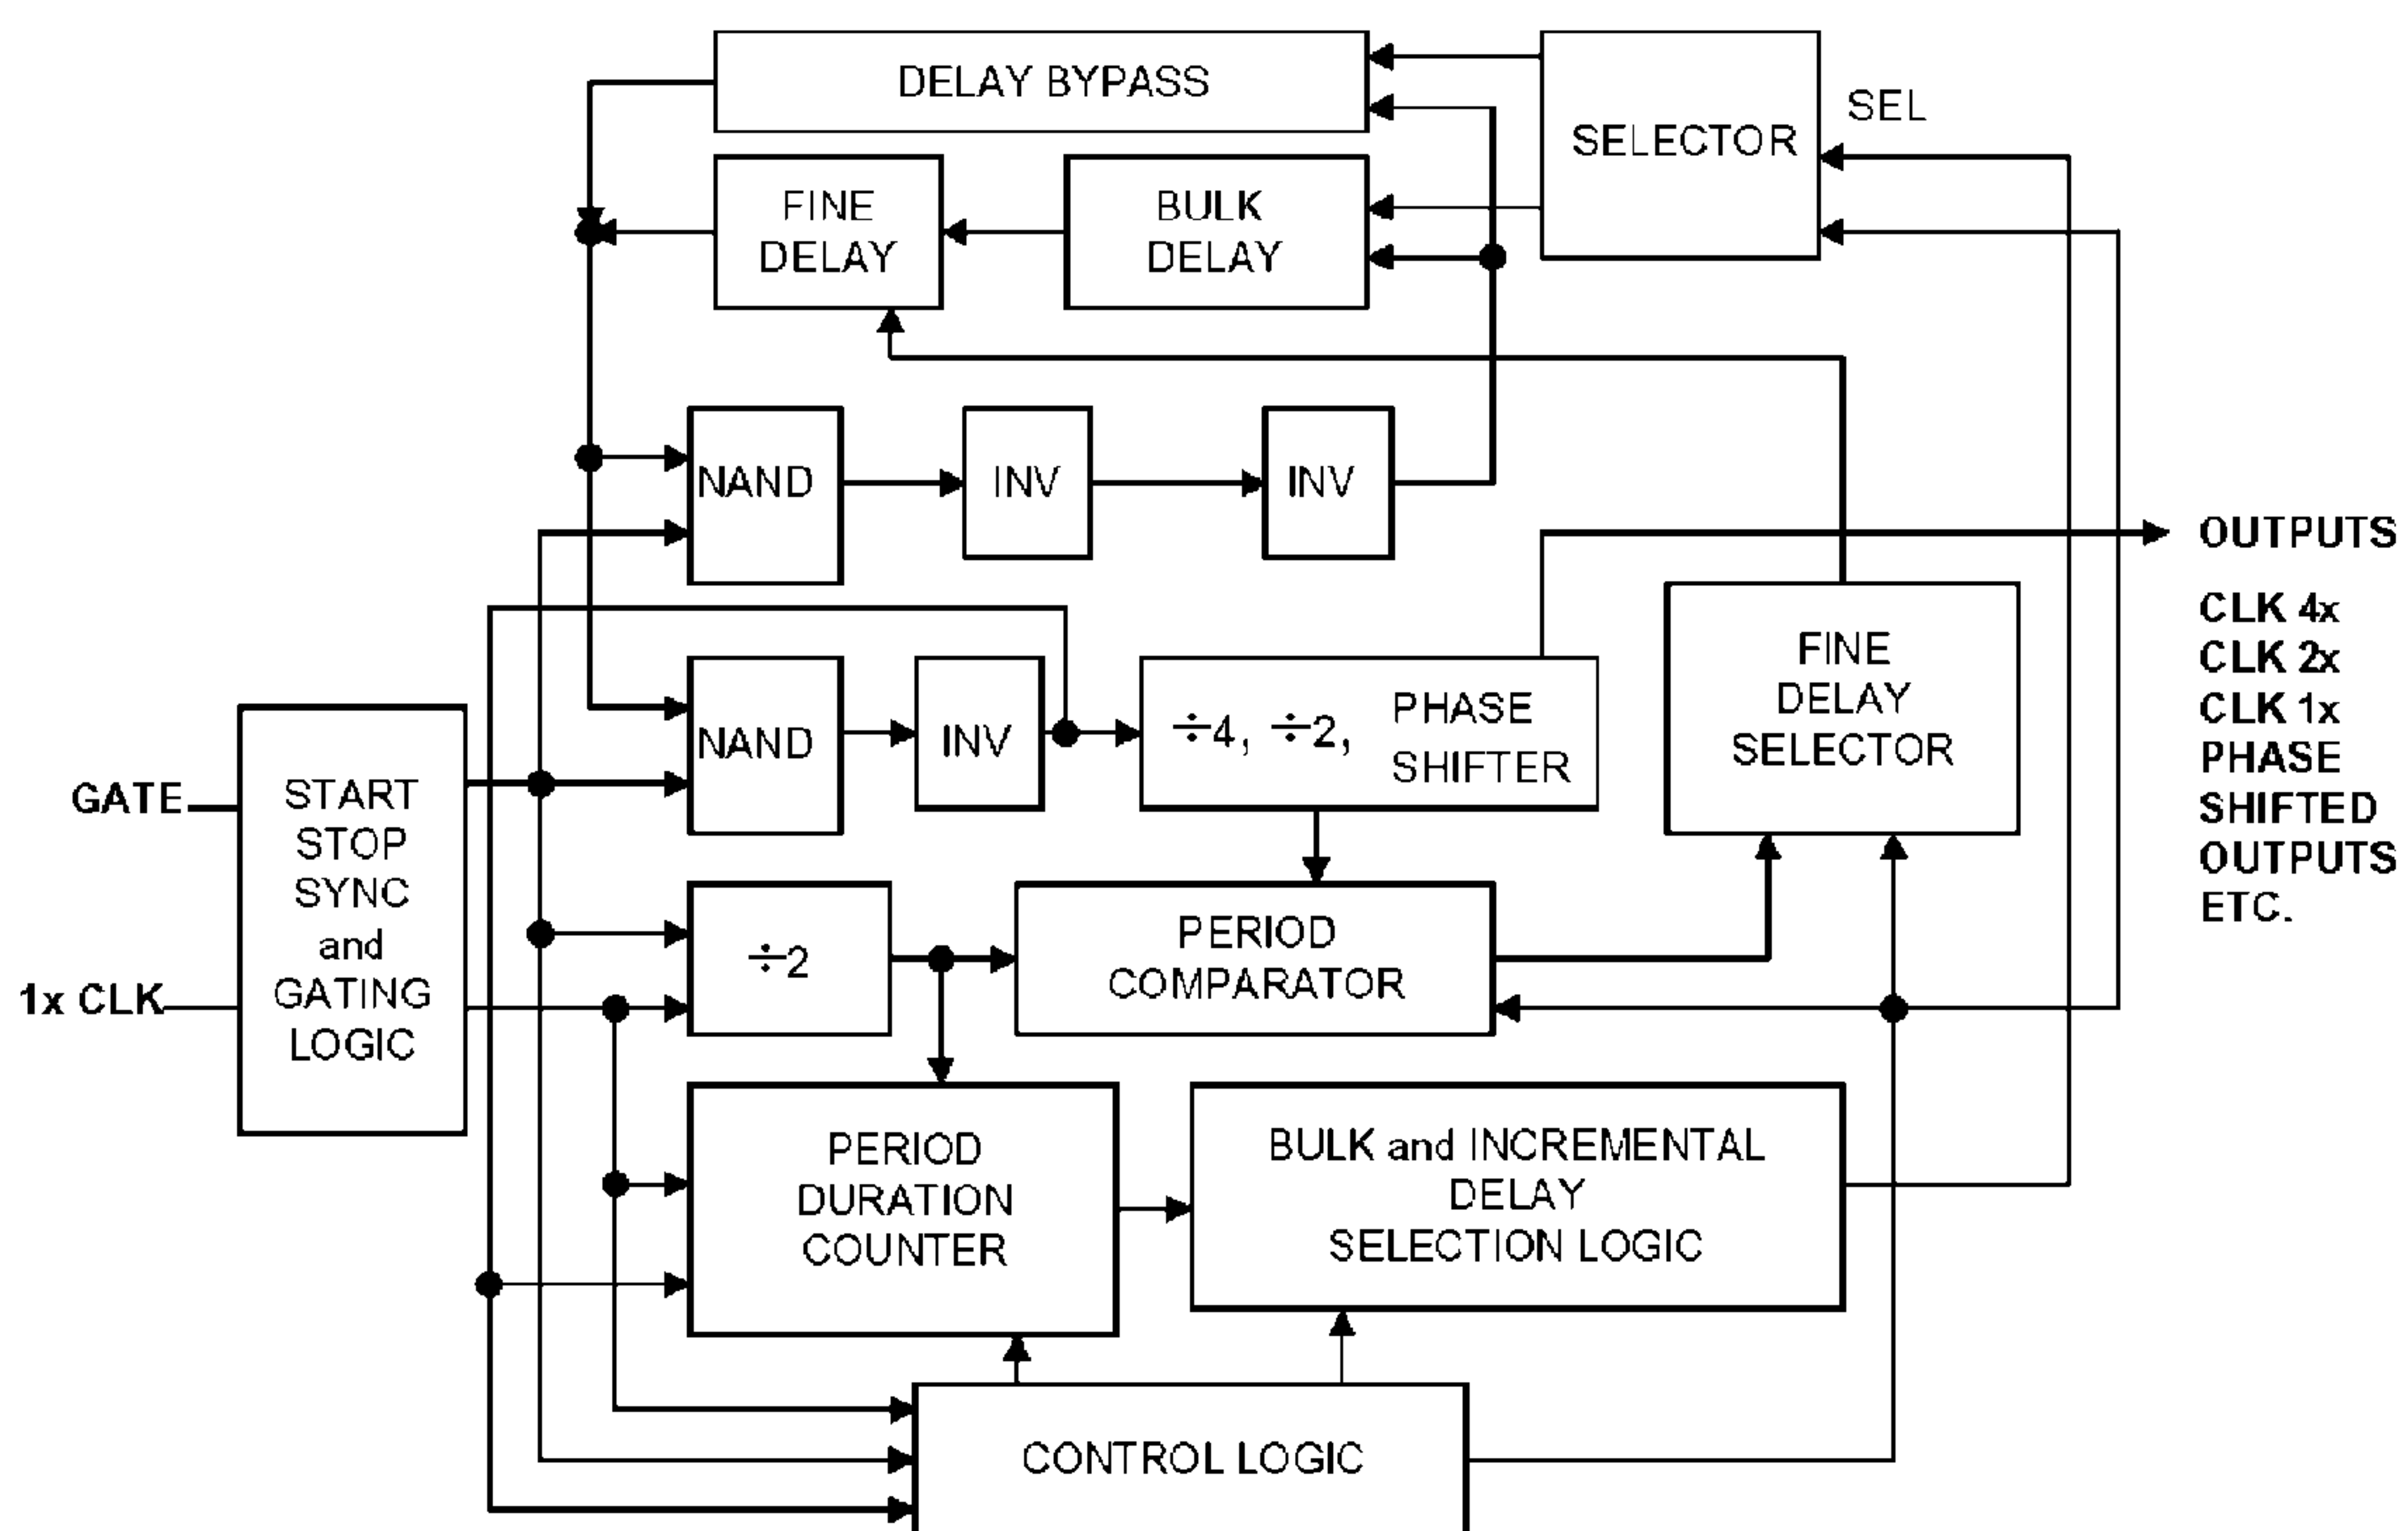 DELAY BYPASS
SELECTOR
SEL
FINE
DELAY
BULK
DELAY
NAND
INV
INV
OUTPUTS
CLK 4x
CLK 2x
CLK 1x
PHASE
SHIFTED
OUTPUTS
ETC.
FINE
DELAY
SELECTOR
NAND
INV
÷4, ÷2,
PHASE
SHIFTER
GATE
1x CLK
START
STOP
SYNC
and
GATING
LOGIC
÷2
PERIOD
COMPARATOR
PERIOD
DURATION
COUNTER
BULK and INCREMENTAL
DELAY
SELECTION LOGIC
CONTROL LOGIC